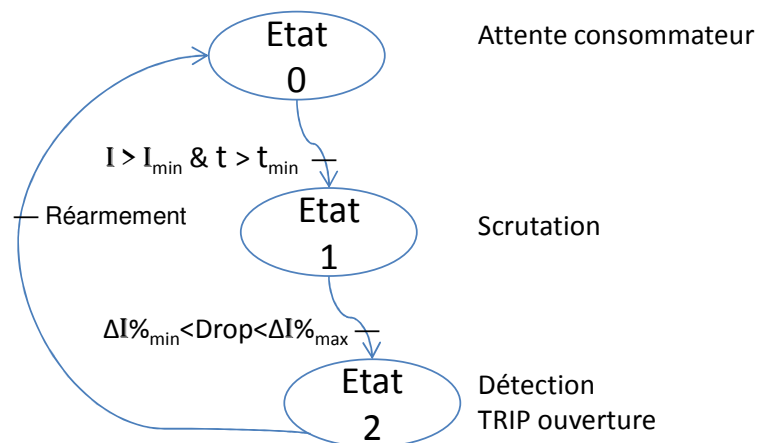 Etat
0
Attente consommateur
I > Imin & t > tmin
Etat
1
Scrutation
Réarmement
ΔI%min<Drop<ΔI%max
Etat
2
Détection
TRIP ouverture